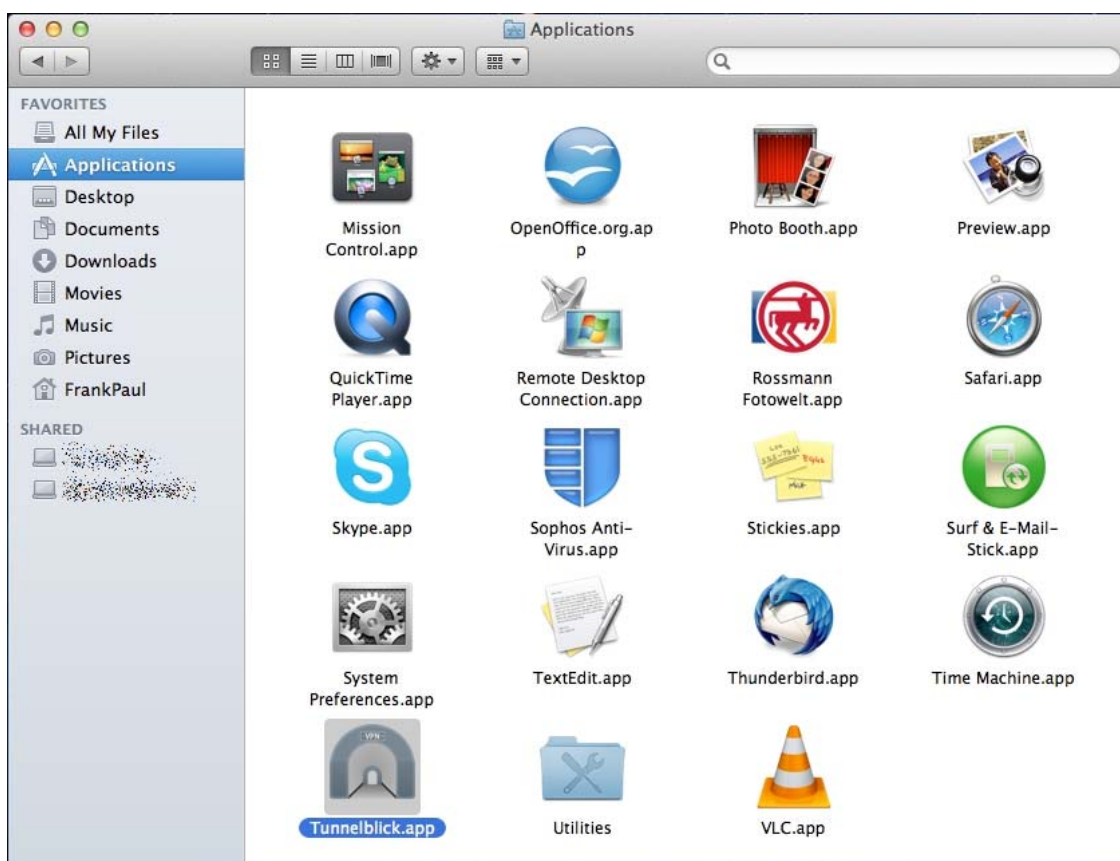 Applications
FAVORITES
All My Files
Applications
Desktop
Documents
Downloads
Movies
Music
Pictures
FrankPaul
SHARED
Mission
Control.app
OpenOffice.org.ap
p
Photo Booth.app
Preview.app
QuickTime
Player.app
Remote Desktop
Connection.app
Rossmann
Fotowelt.app
Safari.app
Skype.app
Sophos Anti-
Virus.app
Stickies.app
Surf & E-Mail-
Stick.app
System
Preferences.app
TextEdit.app
Thunderbird.app
Time Machine.app
VPN
Tunnelblick.app
Utilities
VLC.app